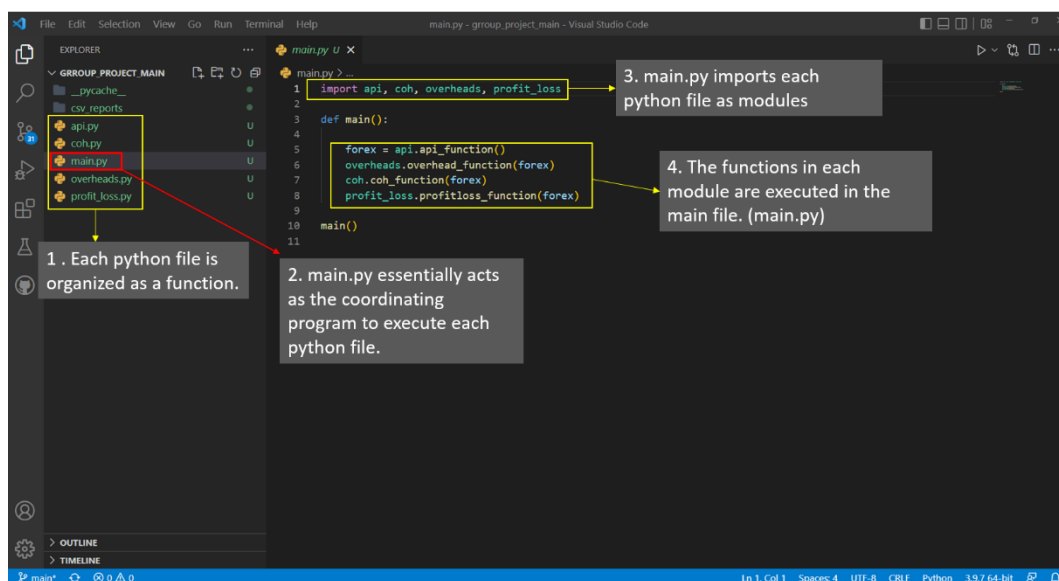 File Edit Selection View Go Run Terminal Help
main.py - grroup_project_main - Visual Studio Code
EXPLORER
GRROUP_PROJECT_MAIN
__pycache__
csv_reports
api.py U
coh.py U
main.py U
overheads.py U
profit_loss.py U
OUTLINE
TIMELINE
31
main.py U
main.py > ...
1 import api, coh, overheads, profit_loss
2
3 def main():
4
5 forex = api.api_function()
6 overheads.overhead_function(forex)
7 coh.coh_function(forex)
8 profit_loss.profitloss_function(forex)
9
10 main()
11
1 . Each python file is
organized as a function.
2. main.py essentially acts
as the coordinating
program to execute each
python file.
3. main.py imports each
python file as modules
4. The functions in each
module are executed in the
main file. (main.py)
main* 0 0
Ln 1, Col 1 Spaces: 4 UTF-8 CRLF Python 3.9.7 64-bit